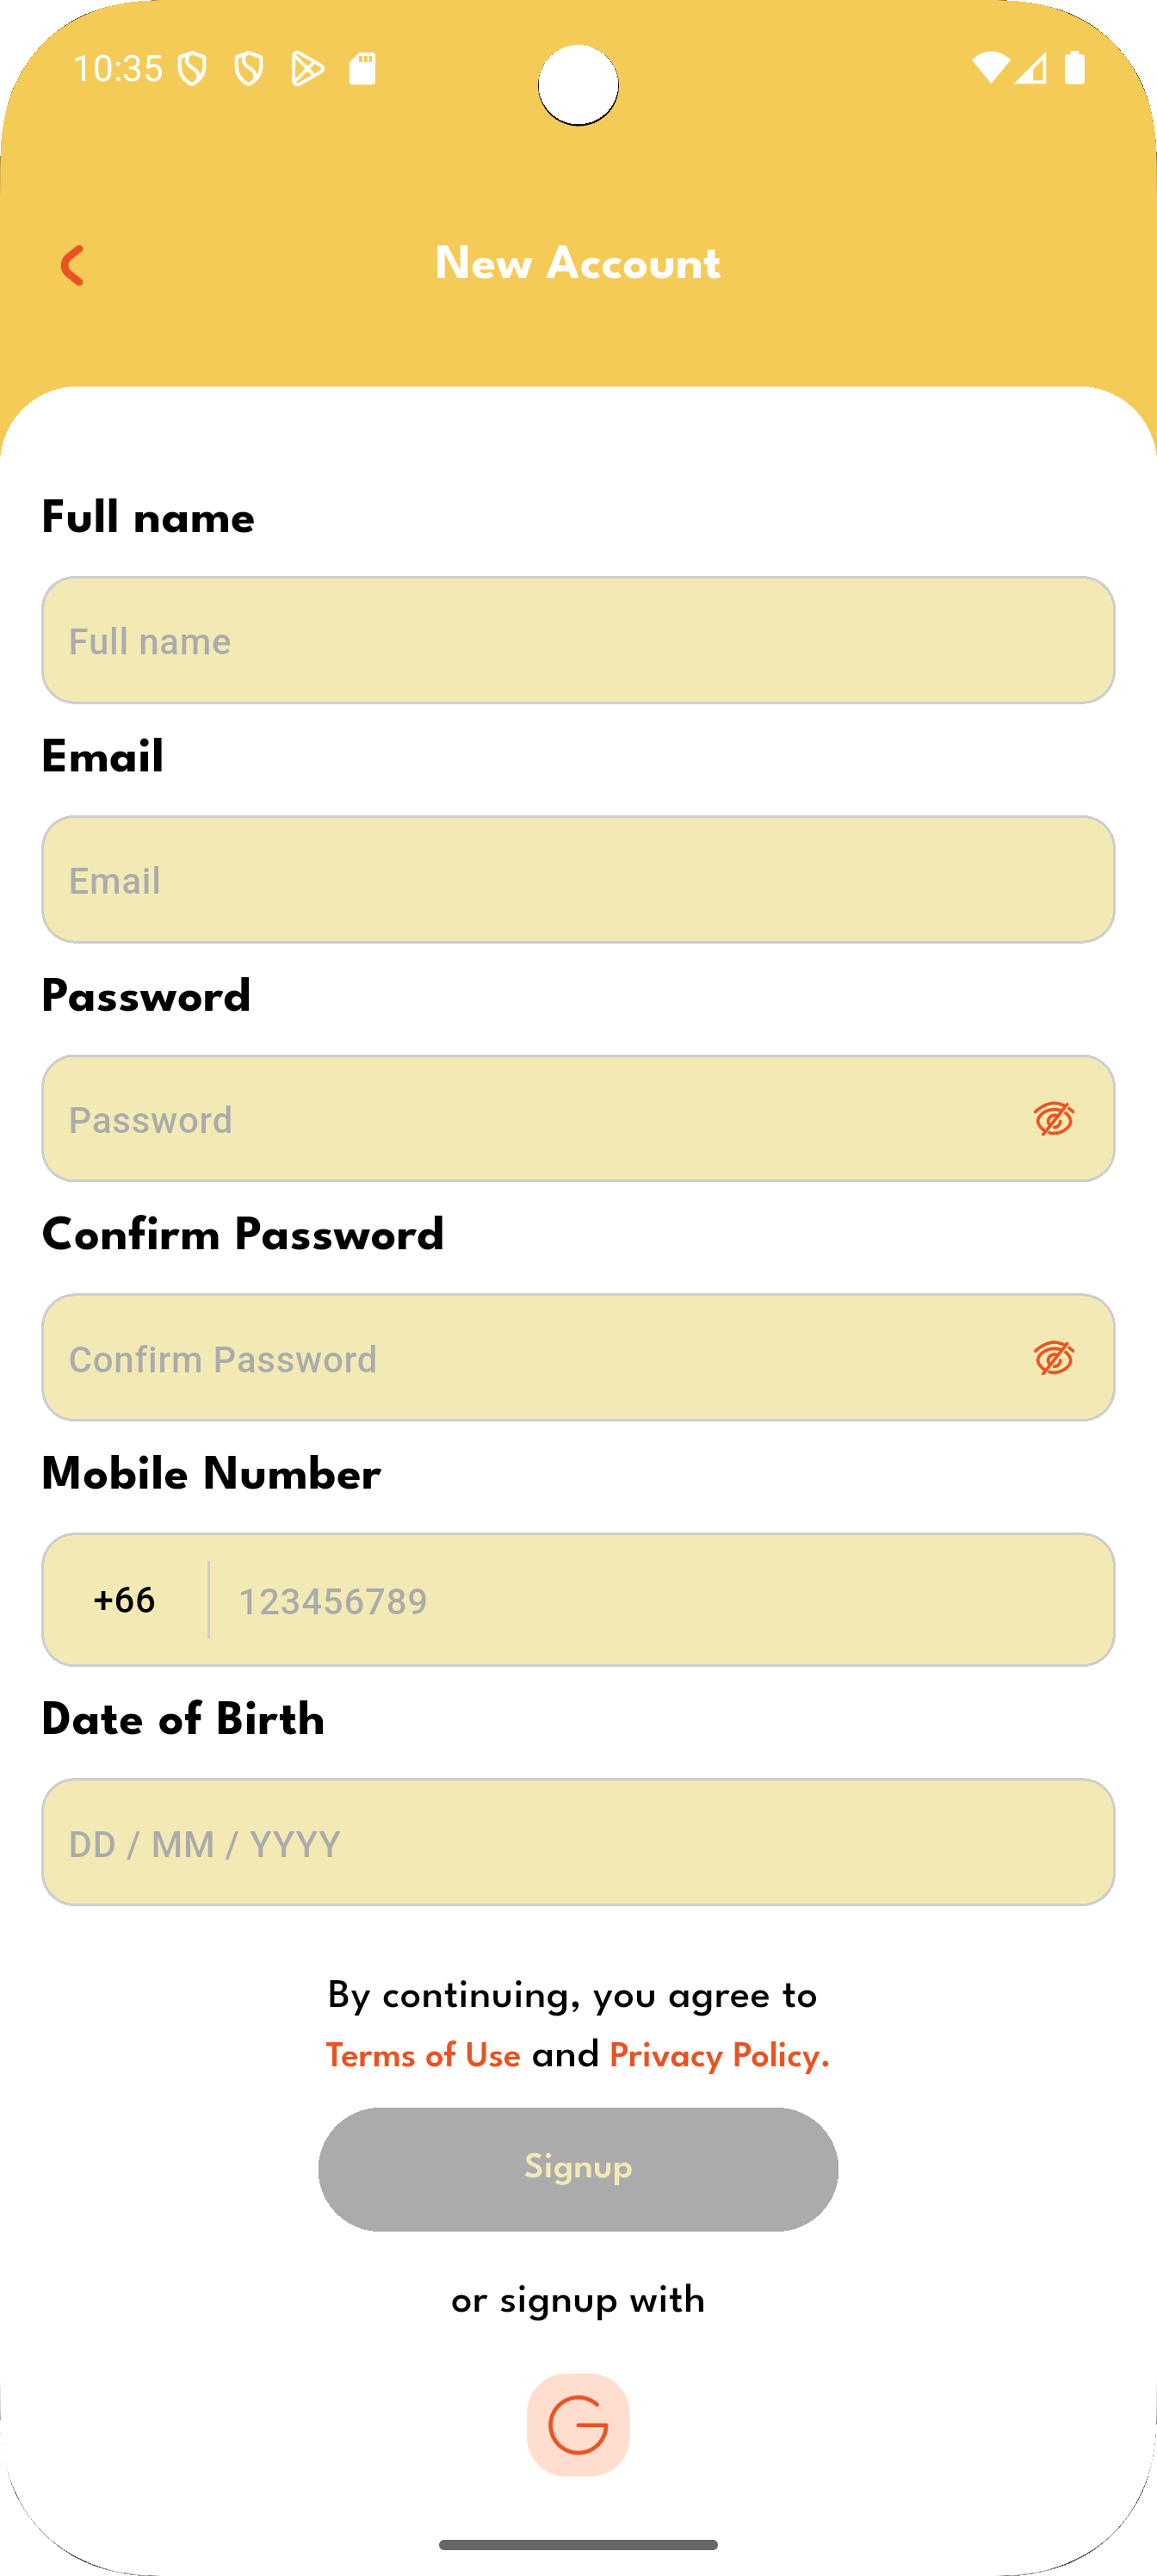 10:35
New Account
Full name
Full name
Email
Email
Password
Password
Confirm Password
Confirm Password
Mobile Number
+66 123456789
Date of Birth
DD / MM / YYYY
By continuing, you agree to
Terms of Use and Privacy Policy.
Signup
or signup with
G